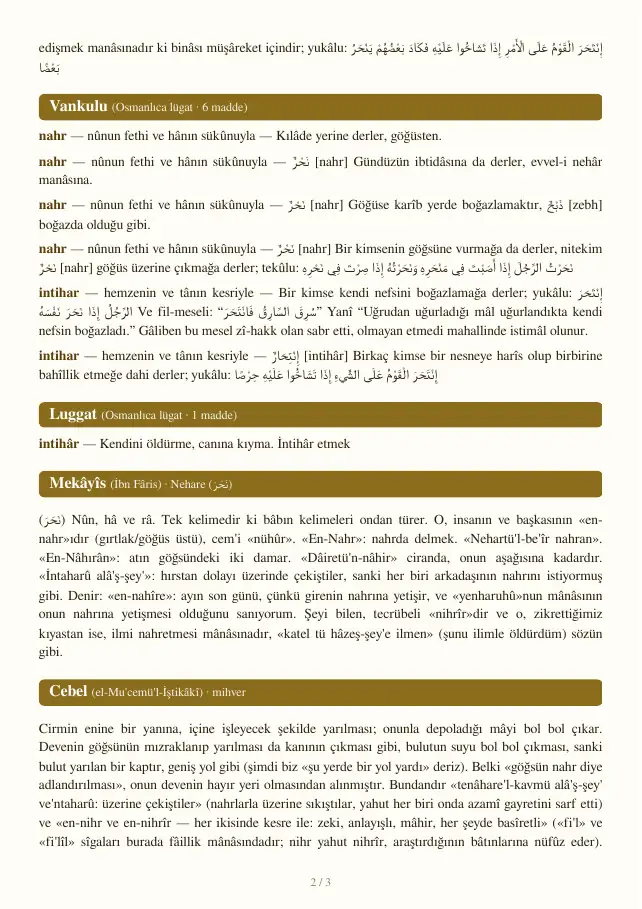 edişmek manâsınadır ki binâsı müşâreket içindir; yukâlu: إِنْتَحَرَ الْقَوْمُ عَلَى الْأَمْرِ إِذَا تَشَاحُّوا عَلَيْهِ فَكَادَ بَعْضُهُمْ يَنْحَرُ
بَعْضًا
Vankulu (Osmanlıca lügat · 6 madde)
nahr — nûnun fethi ve hânın sükûnuyla — Kılâde yerine derler, göğüsten.
nahr — nûnun fethi ve hânın sükûnuyla — نَحْرٌ [nahr] Gündüzün ibtidâsına da derler, evvel-i nehâr
manâsına.
nahr — nûnun fethi ve hânın sükûnuyla — نَحْرٌ [nahr] Göğüse karîb yerde boğazlamaktır, ذَبْحٌ [zebh]
boğazda olduğu gibi.
nahr — nûnun fethi ve hânın sükûnuyla — نَحْرٌ [nahr] Bir kimsenin göğsüne vurmağa da derler, nitekim
نَحْرٌ [nahr] göğüs üzerine çıkmağa derler; tekûlu: نَحَرْتُ الرَّجُلَ إِذَا أَصَبْتَ فِى مَنْحَرِهِ وَنَحَرْتُهُ إِذَا صِرْتَ فِى نَحْرِهِ
intihar — hemzenin ve tânın kesriyle — Bir kimse kendi nefsini boğazlamağa derler; yukâlu: إِنْتَحَرَ
الرَّجُلُ إِذَا نَحَرَ نَفْسَهُ Ve fil-meseli: “سُرِقَ السَّارِقُ فَانْتَحَرَ” Yanî “Uğrudan uğurladığı mâl uğurlandıkta kendi
nefsin boğazladı.” Gâliben bu mesel zî-hakk olan sabr etti, olmayan etmedi mahallinde istimâl olunur.
intihar — hemzenin ve tânın kesriyle — إِنْتِحَارٌ [intihâr] Birkaç kimse bir nesneye harîs olup birbirine
bahîllik etmeğe dahi derler; yukâlu: إِنْتَحَرَ الْقَوْمُ عَلَى الشَّيْءِ إِذَا تَشَاحُّوا عَلَيْهِ حِرْصًا
Luggat (Osmanlıca lügat · 1 madde)
intihâr — Kendini öldürme, canına kıyma. İntihâr etmek
Mekâyîs (İbn Fâris) · Nehare (نَحَرَ)
(نَحَرَ) Nûn, hâ ve râ. Tek kelimedir ki bâbın kelimeleri ondan türer. O, insanın ve başkasının «en-
nahr»ıdır (gırtlak/göğüs üstü), cem'i «nühûr». «En-Nahr»: nahrda delmek. «Nehartü'l-be'îr nahran».
«En-Nâhırân»: atın göğsündeki iki damar. «Dâiretü'n-nâhir» ciranda, onun aşağısına kadardır.
«İntaharû alâ'ş-şey'»: hırstan dolayı üzerinde çekiştiler, sanki her biri arkadaşının nahrını istiyormuş
gibi. Denir: «en-nahîre»: ayın son günü, çünkü girenin nahrına yetişir, ve «yenharuhû»nun mânâsının
onun nahrına yetişmesi olduğunu sanıyorum. Şeyi bilen, tecrübeli «nihrîr»dir ve o, zikrettiğimiz
kıyastan ise, ilmi nahretmesi mânâsınadır, «katel tü hâzeş-şey'e ilmen» (şunu ilimle öldürdüm) sözün
gibi.
Cebel (el-Mu'cemü'l-İştikâkî) · mihver
Cirmin enine bir yanına, içine işleyecek şekilde yarılması; onunla depoladığı mâyi bol bol çıkar.
Devenin göğsünün mızraklanıp yarılması da kanının çıkması gibi, bulutun suyu bol bol çıkması, sanki
bulut yarılan bir kaptır, geniş yol gibi (şimdi biz «şu yerde bir yol yardı» deriz). Belki «göğsün nahr diye
adlandırılması», onun devenin hayır yeri olmasından alınmıştır. Bundandır «tenâhare'l-kavmü alâ'ş-şey'
ve'ntaharû: üzerine çekiştiler» (nahrlarla üzerine sıkıştılar, yahut her biri onda azamî gayretini sarf etti)
ve «en-nihr ve en-nihrîr — her ikisinde kesre ile: zeki, anlayışlı, mâhir, her şeyde basîretli» («fi'l» ve
«fi'lîl» sîgaları burada fâillik mânâsındadır; nihr yahut nihrîr, araştırdığının bâtınlarına nüfûz eder).
2 / 3